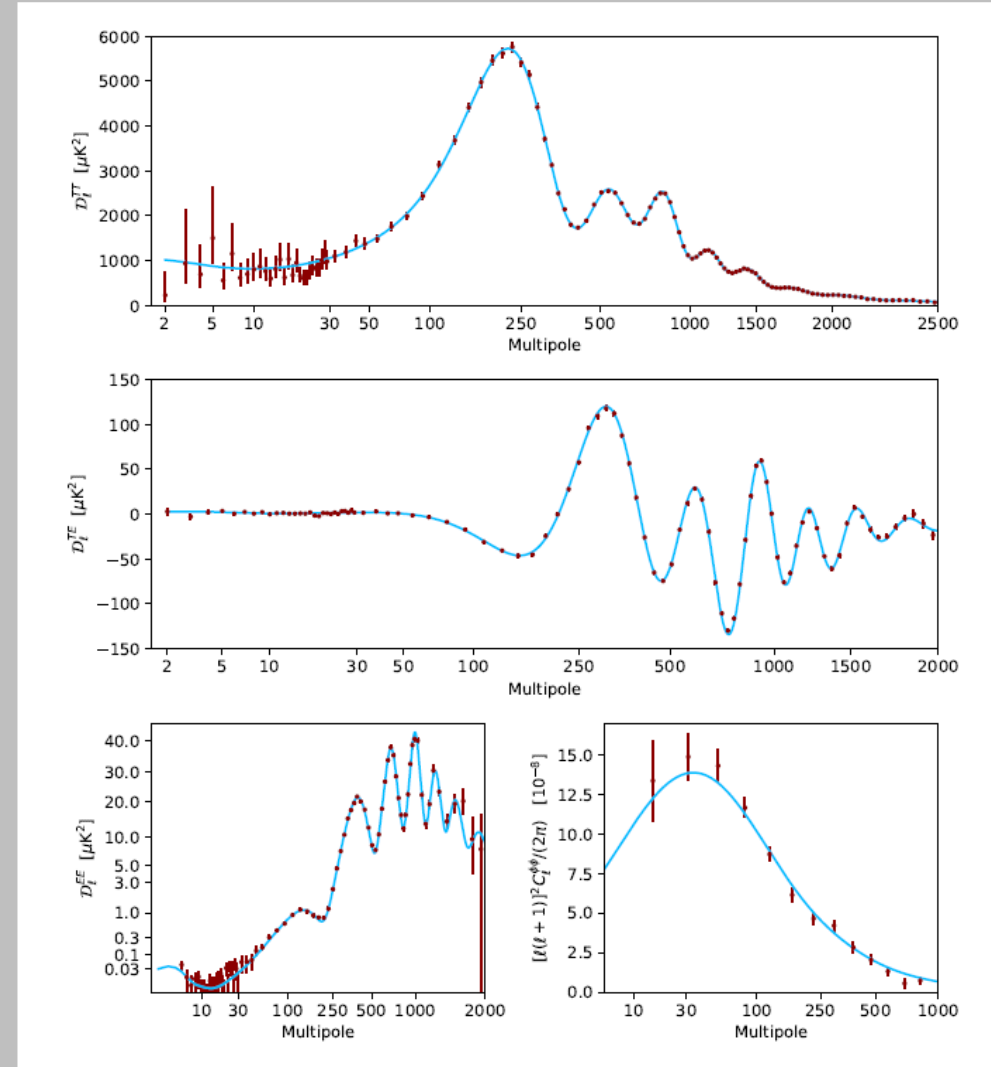 6000
5000
4000
3000
2000
1000
0
𝒟ℓᵀᵀ [μK²]
2 5 10 30 50 100 250 500 1000 1500 2000 2500
Multipole
150
100
50
0
−50
−100
−150
𝒟ℓᵀᴱ [μK²]
2 5 10 30 50 100 250 500 1000 1500 2000
Multipole
40.0
30.0
20.0
10.0
5.0
3.0
1.0
0.3
0.1
0.03
𝒟ℓᴱᴱ [μK²]
10 30 100 250 500 1000 2000
Multipole
15.0
12.5
10.0
7.5
5.0
2.5
0.0
[ℓ(ℓ + 1)]²Cℓᶲᶲ/(2π) [10⁻⁸]
10 30 100 250 500 1000
Multipole